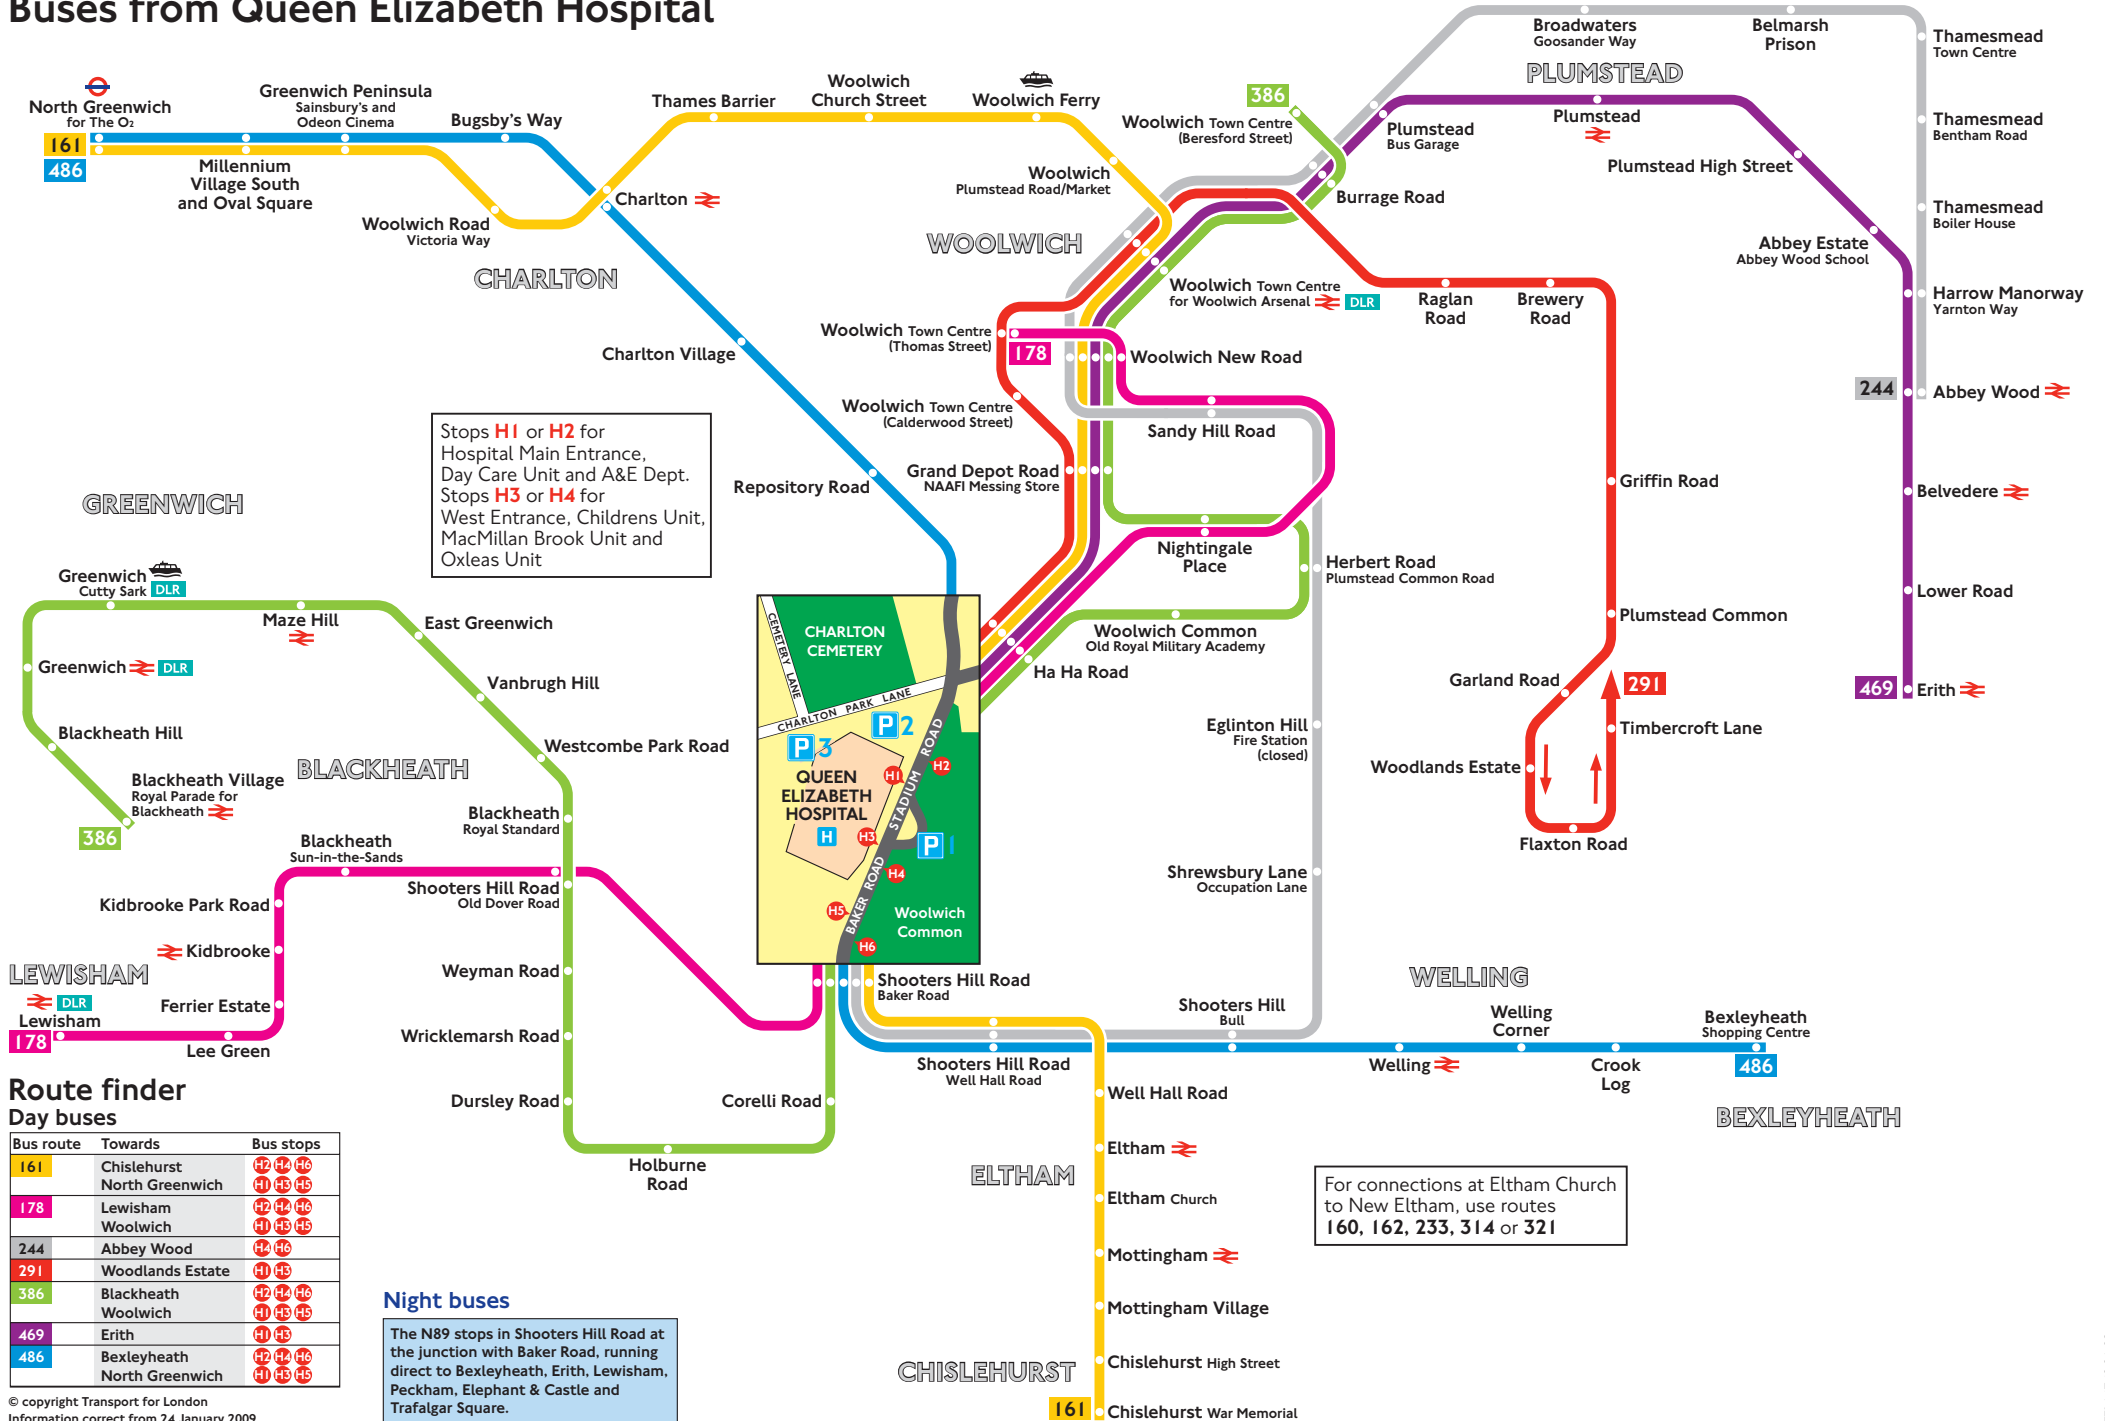 Buses from Queen Elizabeth Hospital
North Greenwich
for The O2
161
486
Greenwich Peninsula
Sainsbury's and
Odeon Cinema
Bugsby's Way
Millennium
Village South
and Oval Square
Woolwich Road
Victoria Way
CHARLTON
Charlton
Thames Barrier
Woolwich
Church Street
Woolwich Ferry
Woolwich
Plumstead Road/Market
WOOLWICH
386
Woolwich Town Centre
(Beresford Street)
Broadwaters
Goosander Way
Belmarsh
Prison
PLUMSTEAD
Thamesmead
Town Centre
Thamesmead
Bentham Road
Thamesmead
Boiler House
Harrow Manorway
Yarnton Way
244
Abbey Wood
Plumstead
Bus Garage
Plumstead
Plumstead High Street
Abbey Estate
Abbey Wood School
Burrage Road
Woolwich Town Centre
for Woolwich Arsenal
DLR
Raglan
Road
Brewery
Road
Woolwich Town Centre
(Thomas Street)
178
Woolwich New Road
Woolwich Town Centre
(Calderwood Street)
Sandy Hill Road
Grand Depot Road
NAAFI Messing Store
Nightingale
Place
Herbert Road
Plumstead Common Road
Woolwich Common
Old Royal Military Academy
Ha Ha Road
Charlton Village
Repository Road
Stops H1 or H2 for
Hospital Main Entrance,
Day Care Unit and A&E Dept.
Stops H3 or H4 for
West Entrance, Childrens Unit,
MacMillan Brook Unit and
Oxleas Unit
Griffin Road
Plumstead Common
Garland Road
291
Timbercroft Lane
Woodlands Estate
Flaxton Road
Belvedere
Lower Road
469
Erith
Eglinton Hill
Fire Station
(closed)
Shrewsbury Lane
Occupation Lane
GREENWICH
Greenwich
Cutty Sark
DLR
Maze Hill
East Greenwich
Greenwich
DLR
Vanbrugh Hill
Blackheath Hill
Westcombe Park Road
Blackheath Village
Royal Parade for
Blackheath
386
BLACKHEATH
Blackheath
Royal Standard
Blackheath
Sun-in-the-Sands
Shooters Hill Road
Old Dover Road
Kidbrooke Park Road
Kidbrooke
LEWISHAM
DLR
Lewisham
178
Ferrier Estate
Lee Green
Weyman Road
Wricklemarsh Road
Dursley Road
Holburne
Road
Corelli Road
CEMETERY LANE
CHARLTON
CEMETERY
CHARLTON PARK LANE
P 2
P 3
QUEEN
ELIZABETH
HOSPITAL
H
H1
H2
STADIUM ROAD
H3
P 1
H4
BAKER ROAD
H5
Woolwich
Common
H6
Shooters Hill Road
Baker Road
Shooters Hill Road
Well Hall Road
Shooters Hill
Bull
WELLING
Welling
Welling
Corner
Crook
Log
Bexleyheath
Shopping Centre
486
BEXLEYHEATH
Well Hall Road
Eltham
ELTHAM
Eltham Church
Mottingham
Mottingham Village
CHISLEHURST
Chislehurst High Street
161
Chislehurst War Memorial
For connections at Eltham Church
to New Eltham, use routes
160, 162, 233, 314 or 321
Route finder
Day buses
Bus route Towards Bus stops
161 Chislehurst H2 H4 H6
North Greenwich H1 H3 H5
178 Lewisham H2 H4 H6
Woolwich H1 H3 H5
244 Abbey Wood H4 H6
291 Woodlands Estate H1 H3
386 Blackheath H2 H4 H6
Woolwich H1 H3 H5
469 Erith H1 H3
486 Bexleyheath H2 H4 H6
North Greenwich H1 H3 H5
© copyright Transport for London
Information correct from 24 January 2009
Night buses
The N89 stops in Shooters Hill Road at
the junction with Baker Road, running
direct to Bexleyheath, Erith, Lewisham,
Peckham, Elephant & Castle and
Trafalgar Square.